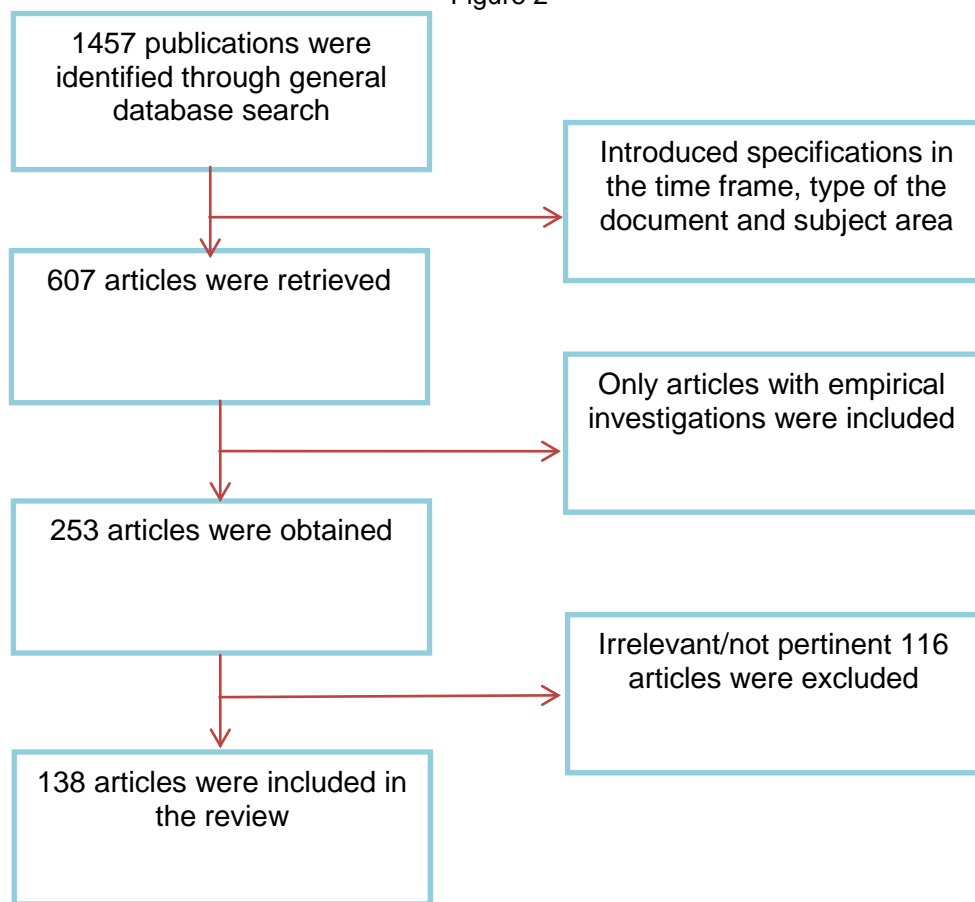 Figure 2
1457 publications were
identified through general
database search
Introduced specifications in
the time frame, type of the
document and subject area
607 articles were retrieved
Only articles with empirical
investigations were included
253 articles were obtained
Irrelevant/not pertinent 116
articles were excluded
138 articles were included in
the review